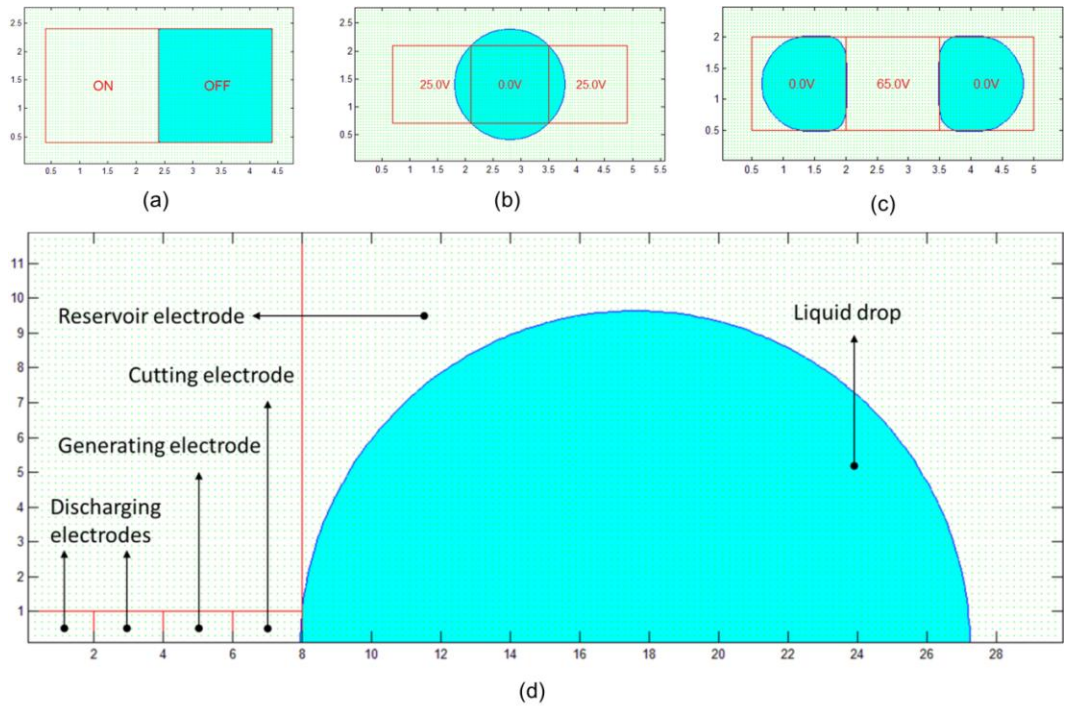 2.5
2
1.5
1
0.5
ON OFF
0.5 1 1.5 2 2.5 3 3.5 4 4.5
(a)
2.5
2
1.5
1
0.5
25.0V 0.0V 25.0V
0.5 1 1.5 2 2.5 3 3.5 4 4.5 5 5.5
(b)
2
1.5
1
0.5
0.0V 65.0V 0.0V
0.5 1 1.5 2 2.5 3 3.5 4 4.5 5
(c)
11
10
9
8
7
6
5
4
3
2
1
Reservoir electrode
Liquid drop
Cutting electrode
Generating electrode
Discharging
electrodes
2 4 6 8 10 12 14 16 18 20 22 24 26 28
(d)